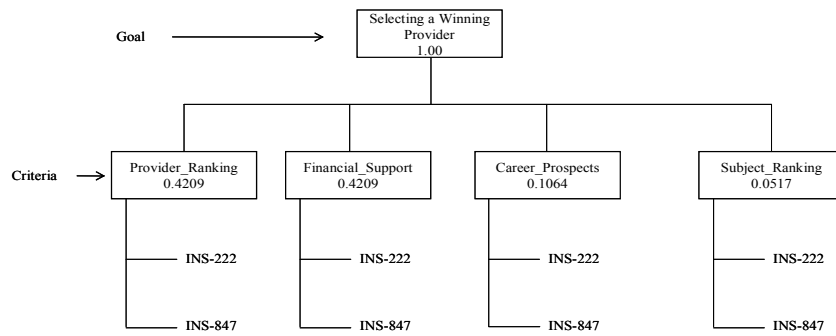 Selecting a Winning
Provider
1.00
Goal
Criteria
Provider_Ranking
0.4209
Financial_Support
0.4209
Career_Prospects
0.1064
Subject_Ranking
0.0517
INS-222
INS-222
INS-222
INS-222
INS-847
INS-847
INS-847
INS-847